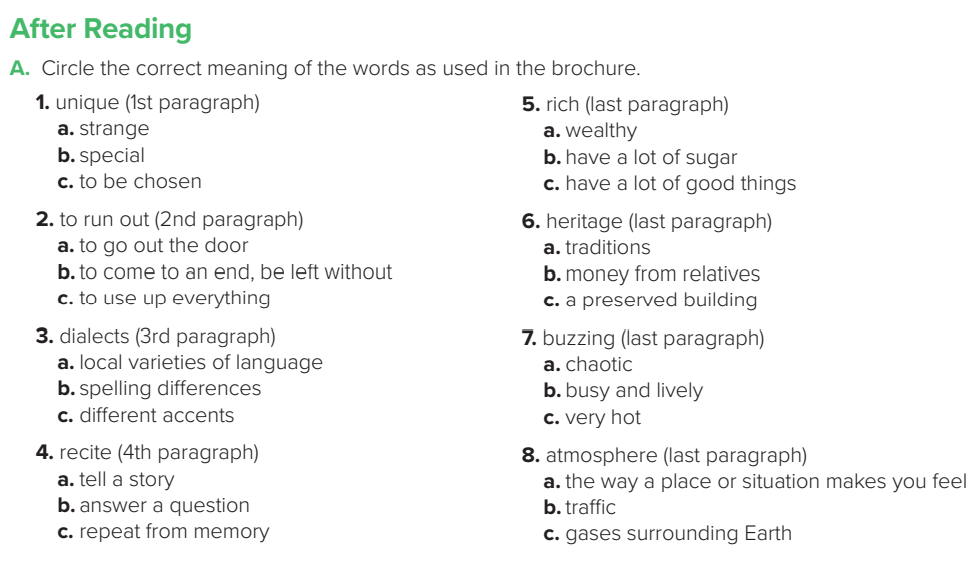 After Reading
A. Circle the correct meaning of the words as used in the brochure.
1. unique (1st paragraph)
a. strange
b. special
c. to be chosen
2. to run out (2nd paragraph)
a. to go out the door
b. to come to an end, be left without
c. to use up everything
3. dialects (3rd paragraph)
a. local varieties of language
b. spelling differences
c. different accents
4. recite (4th paragraph)
a. tell a story
b. answer a question
c. repeat from memory
5. rich (last paragraph)
a. wealthy
b. have a lot of sugar
c. have a lot of good things
6. heritage (last paragraph)
a. traditions
b. money from relatives
c. a preserved building
7. buzzing (last paragraph)
a. chaotic
b. busy and lively
c. very hot
8. atmosphere (last paragraph)
a. the way a place or situation makes you feel
b. traffic
c. gases surrounding Earth